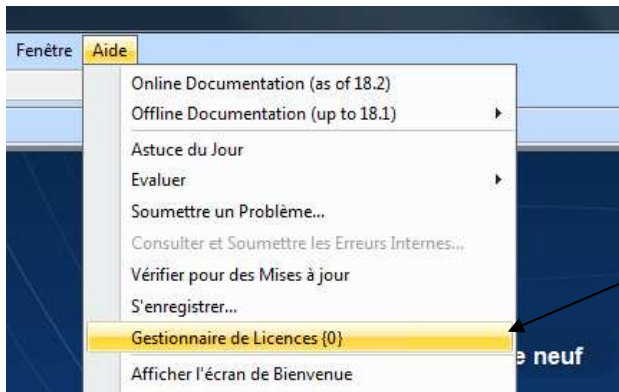 Fenêtre Aide
Online Documentation (as of 18.2)
Offline Documentation (up to 18.1)
Astuce du Jour
Evaluer
Soumettre un Problème...
Consulter et Soumettre les Erreurs Internes...
Vérifier pour des Mises à jour
S'enregistrer...
Gestionnaire de Licences {0}
e neuf
Afficher l'écran de Bienvenue